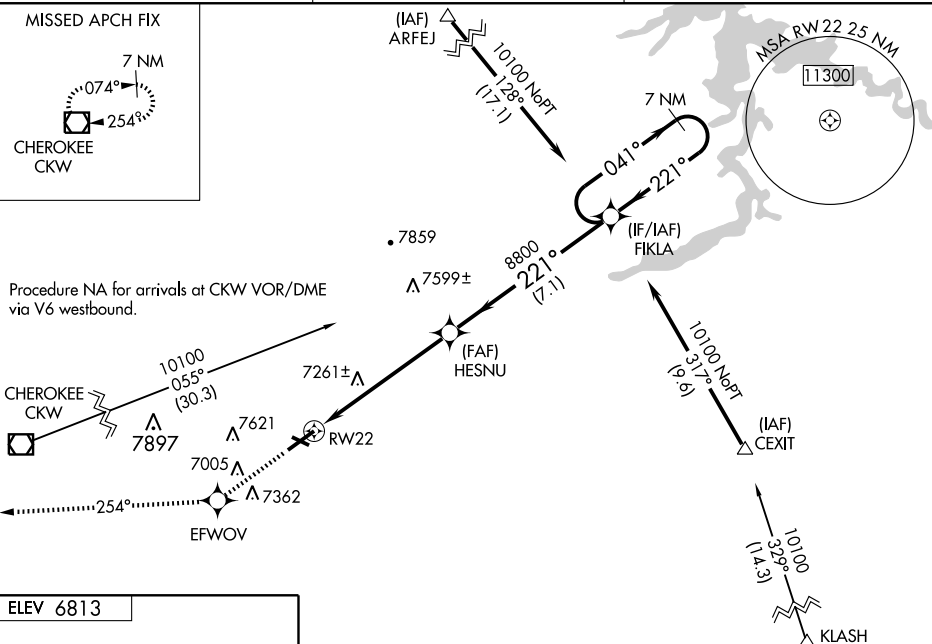 MISSED APCH FIX
7 NM
074°
254°
CHEROKEE
CKW
(IAF)
ARFEJ
10100 NoPT
128°
(17.1)
7 NM
041°
221°
MSA RW22 25 NM
11300
(IF/IAF)
FIKLA
7859
7599±
8800
221°
(7.1)
Procedure NA for arrivals at CKW VOR/DME
via V6 westbound.
(FAF)
HESNU
10100
055°
(30.3)
7261±
CHEROKEE
CKW
7897
7621
RW22
7005
7362
254°
EFWOV
10100 NoPT
317°
(9.6)
(IAF)
CEXIT
10100
329°
(14.3)
KLASH
ELEV 6813